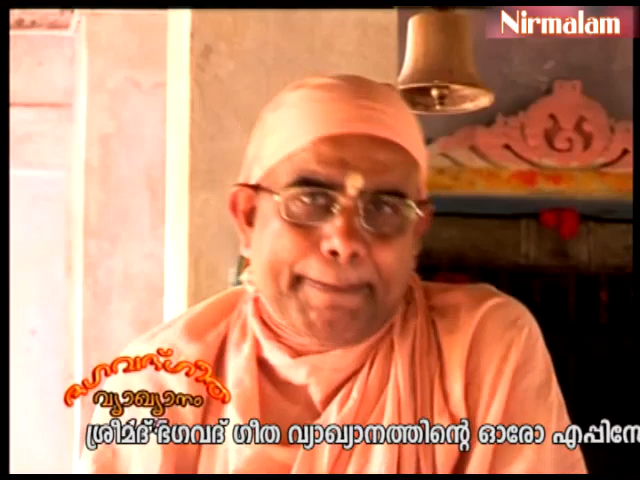 Nirmalam
ഭഗവദ്ഗീത
വ്യാഖ്യാനം
ശ്രീമദ് ഭഗവദ് ഗീത വ്യാഖ്യാനത്തിന്റെ ഓരോ എപ്പിസോ